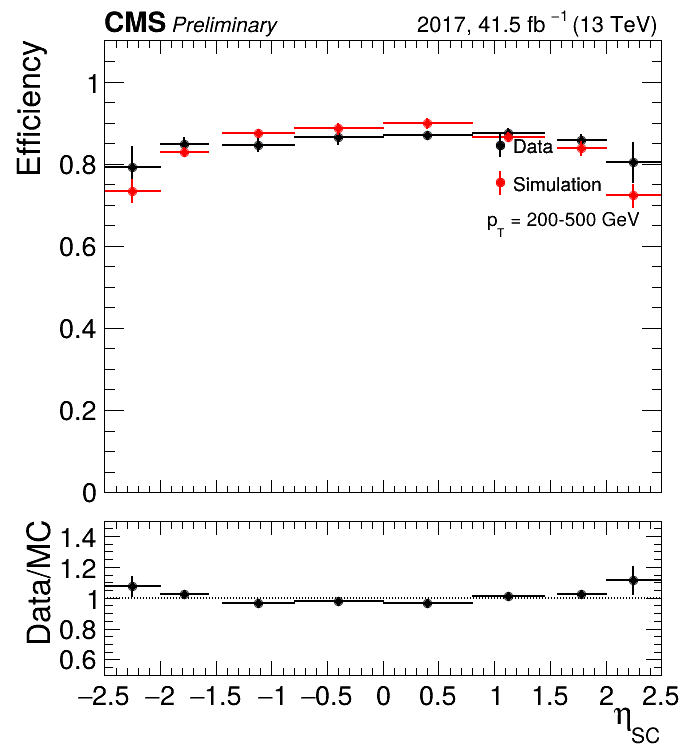 CMS Preliminary 2017, 41.5 fb⁻¹ (13 TeV)
Efficiency
1
0.8
0.6
0.4
0.2
0
Data
Simulation
p_T = 200-500 GeV
Data/MC
1.4
1.2
1
0.8
0.6
−2.5 −2 −1.5 −1 −0.5 0 0.5 1 1.5 2 2.5
η_SC